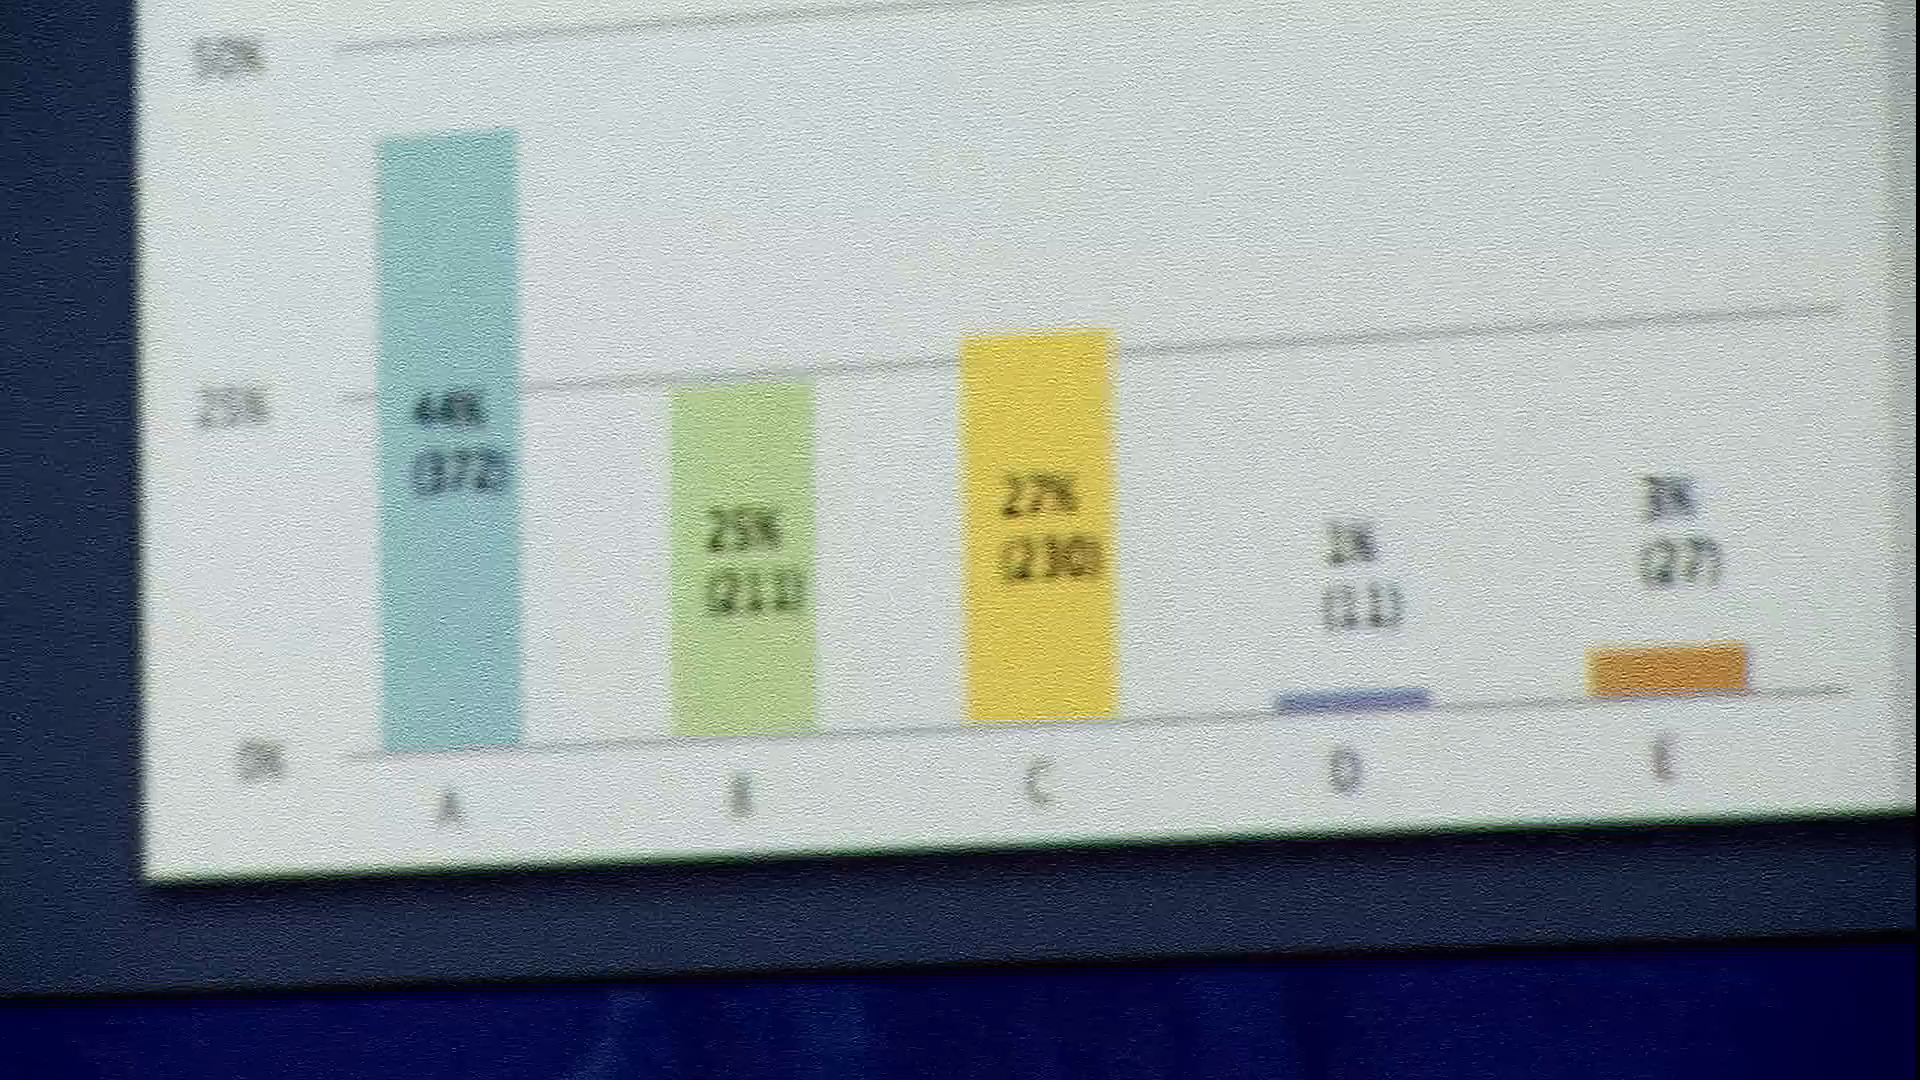 50%
25%
0%
44%
(372)
25%
(211)
27%
(230)
1%
(11)
3%
(27)
A
B
C
D
E